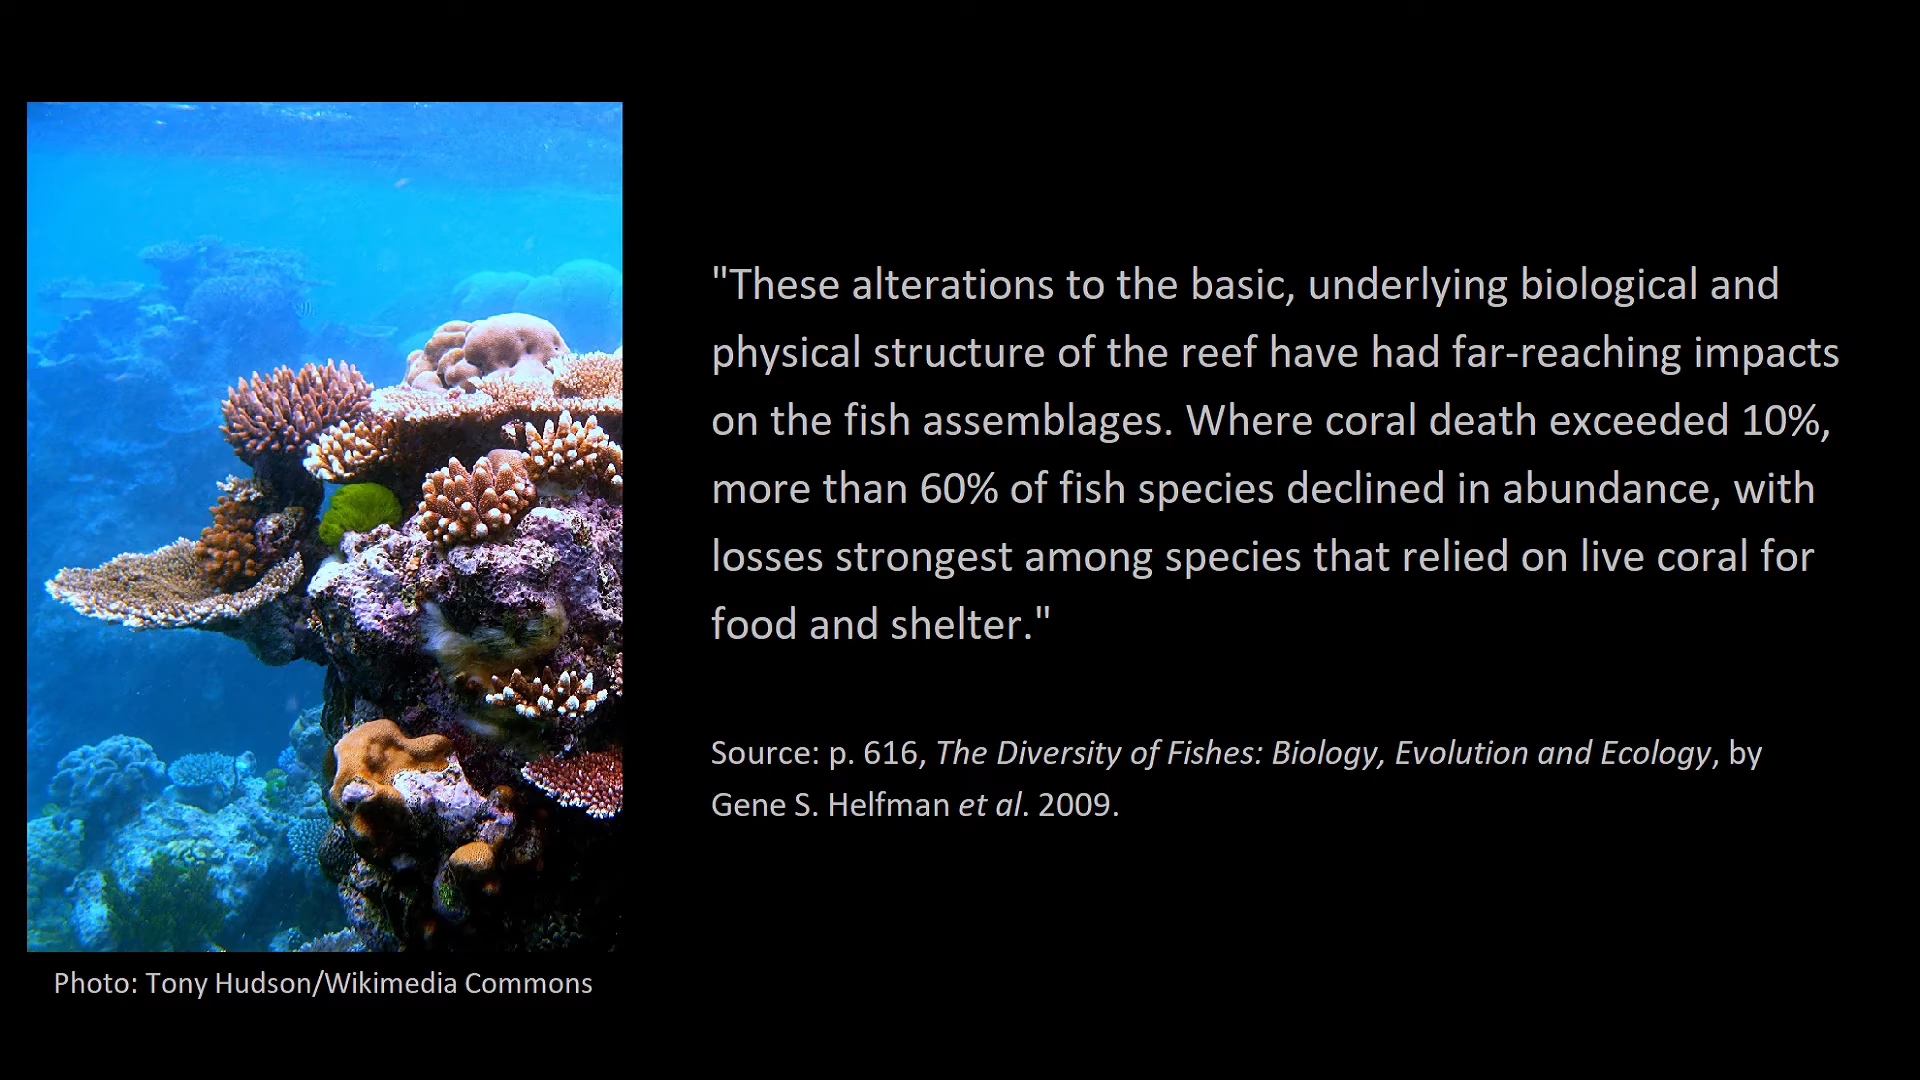 "These alterations to the basic, underlying biological and
physical structure of the reef have had far-reaching impacts
on the fish assemblages. Where coral death exceeded 10%,
more than 60% of fish species declined in abundance, with
losses strongest among species that relied on live coral for
food and shelter."
Source: p. 616, The Diversity of Fishes: Biology, Evolution and Ecology, by
Gene S. Helfman et al. 2009.
Photo: Tony Hudson/Wikimedia Commons